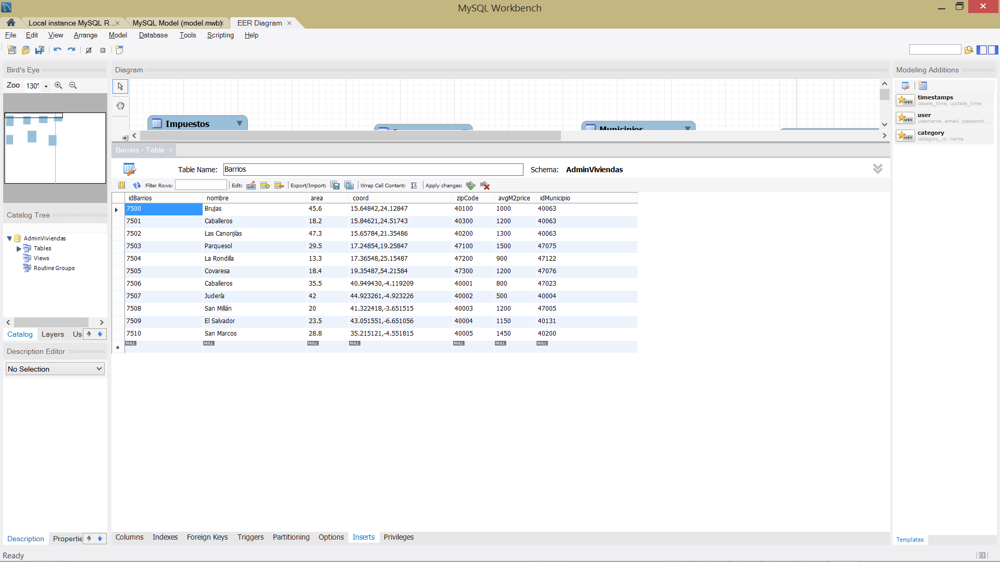 MySQL Workbench
Local instance MySQL R... MySQL Model (model.mwb) EER Diagram
File Edit View Arrange Model Database Tools Scripting Help
Bird's Eye
Diagram
Modeling Additions
Zoo 130%
timestamps
create_time, update_time
user
username, email, password, ...
category
category_id, name
Impuestos
Municipios
Barrios - Table
Table Name: Barrios Schema: AdminViviendas
Filter Rows: Edit: Export/Import: Wrap Cell Content: Apply changes:
idBarrios nombre area coord zipCode avgM2price idMunicipio
7500 Brujas 45.6 15.64842,24.12847 40100 1000 40063
7501 Caballeros 18.2 15.84621,24.51743 40300 1200 40063
7502 Las Canonjías 47.3 15.65784,21.35486 40200 1300 40063
7503 Parquesol 29.5 17.24854,19.25847 47100 1500 47075
7504 La Rondilla 13.3 17.36548,25.15487 47200 900 47122
7505 Covaresa 18.4 19.35487,54.21584 47300 1200 47076
7506 Caballeros 35.5 40.949430,-4.119209 40001 800 47023
7507 Judería 42 44.923261,-4.923226 40002 500 40004
7508 San Millán 20 41.322418,-3.651515 40003 1200 47005
7509 El Salvador 23.5 43.051551,-6.651056 40004 1150 40131
7510 San Marcos 28.8 35.215121,-4.551815 40005 1450 40200
NULL NULL NULL NULL NULL NULL NULL
Catalog Tree
AdminViviendas
Tables
Views
Routine Groups
Catalog Layers Us
Description Editor
No Selection
Description Propertie
Columns Indexes Foreign Keys Triggers Partitioning Options Inserts Privileges
Templates
Ready